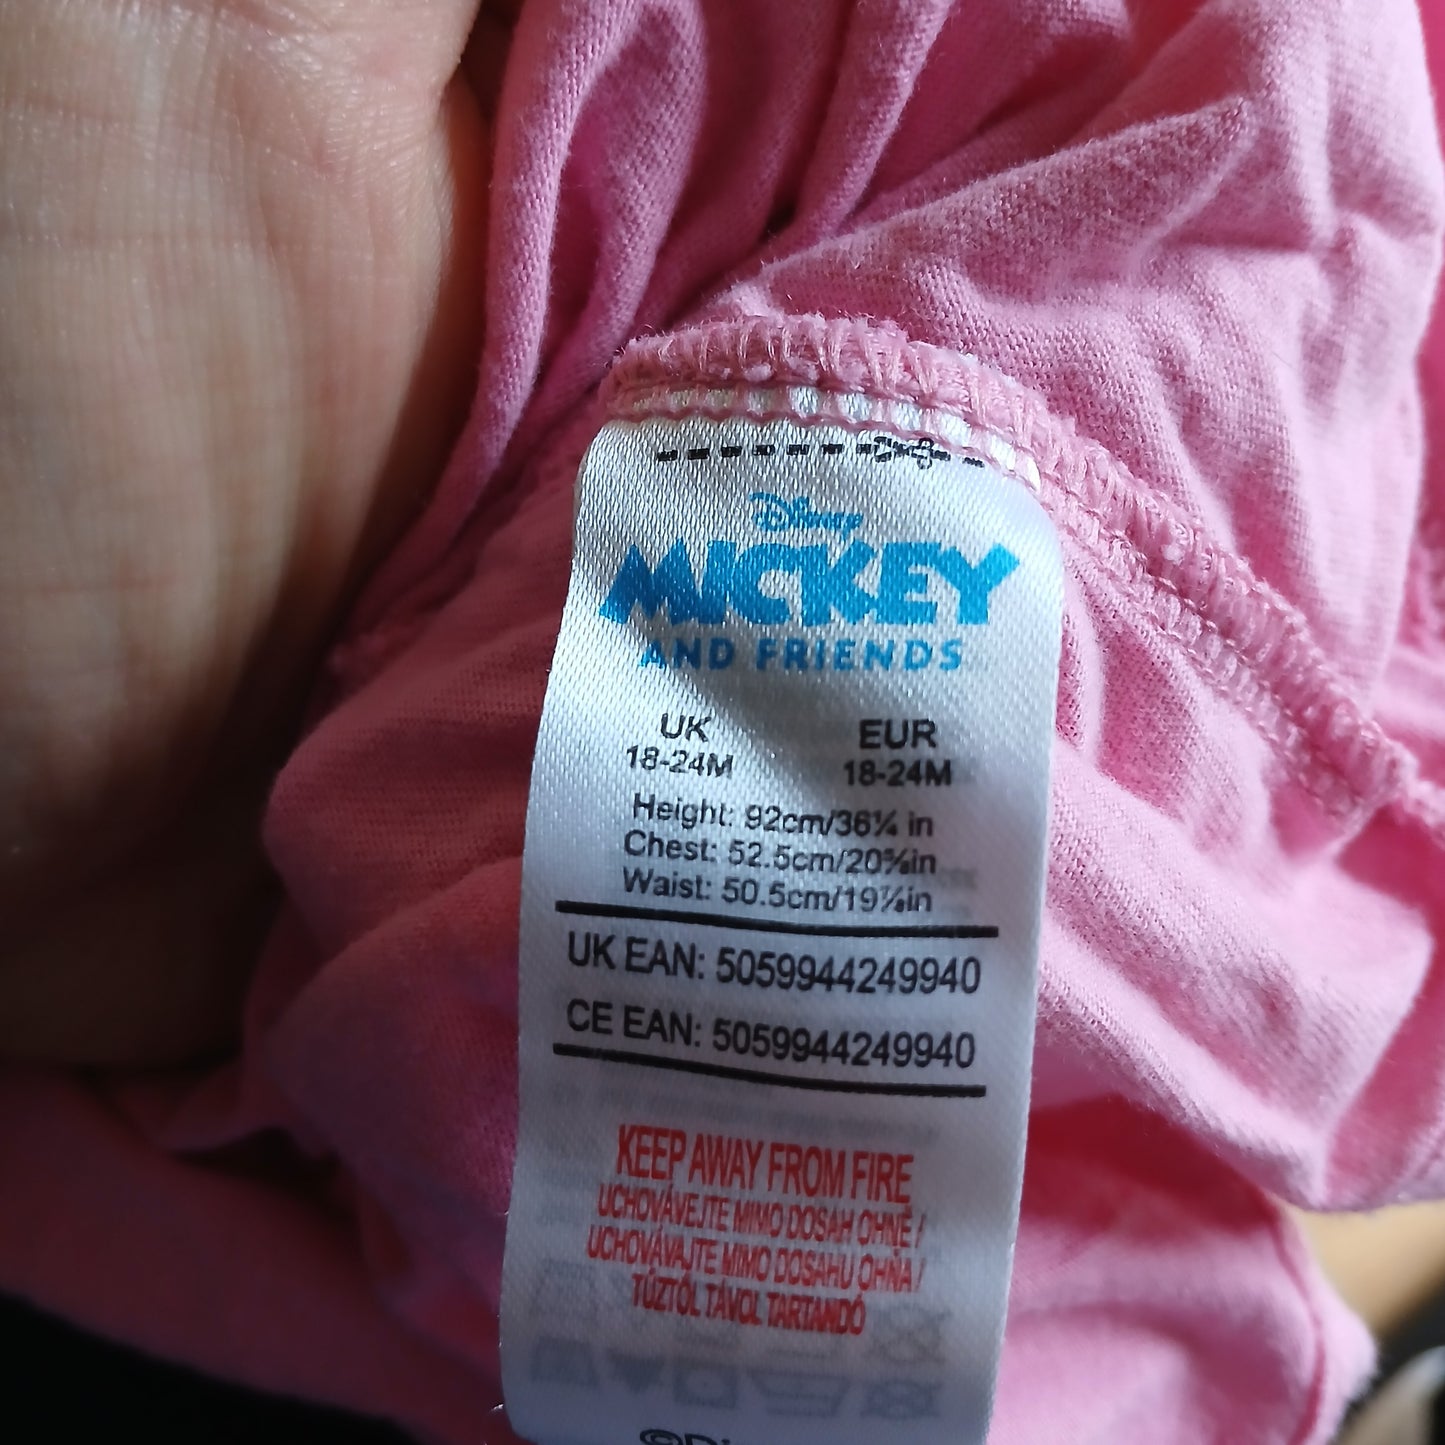 Disney
MICKEY
AND FRIENDS
UK EUR
18-24M 18-24M
Height: 92cm/36¼ in
Chest: 52.5cm/20⅝in
Waist: 50.5cm/19⅞in
UK EAN: 5059944249940
CE EAN: 5059944249940
KEEP AWAY FROM FIRE
UCHOVÁVEJTE MIMO DOSAH OHNĚ /
UCHOVÁVAJTE MIMO DOSAHU OHŇA /
TŰZTŐL TÁVOL TARTANDÓ